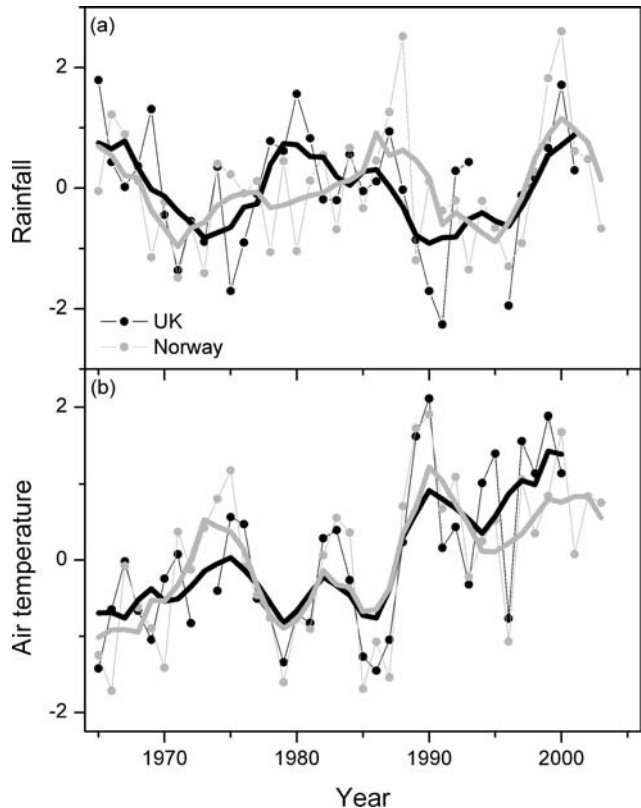 (a)
2
0
-2
Rainfall
UK
Norway
(b)
2
0
-2
Air temperature
1970 1980 1990 2000
Year